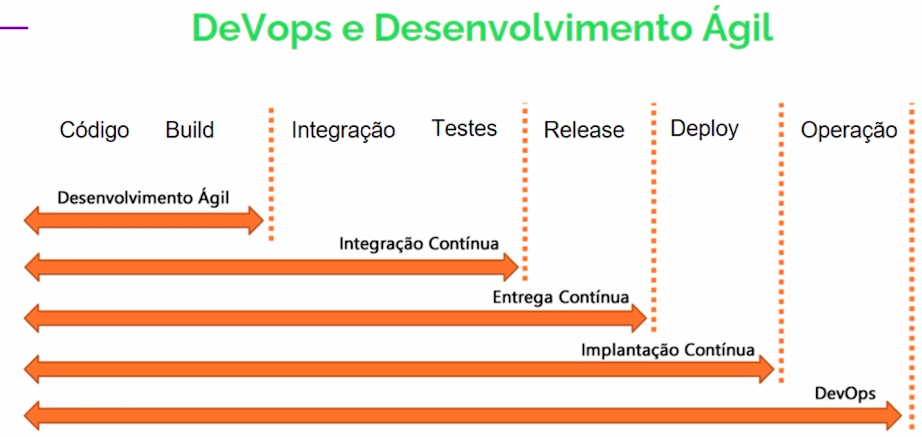 DeVops e Desenvolvimento Ágil
Código Build Integração Testes Release Deploy Operação
Desenvolvimento Ágil
Integração Contínua
Entrega Contínua
Implantação Contínua
DevOps